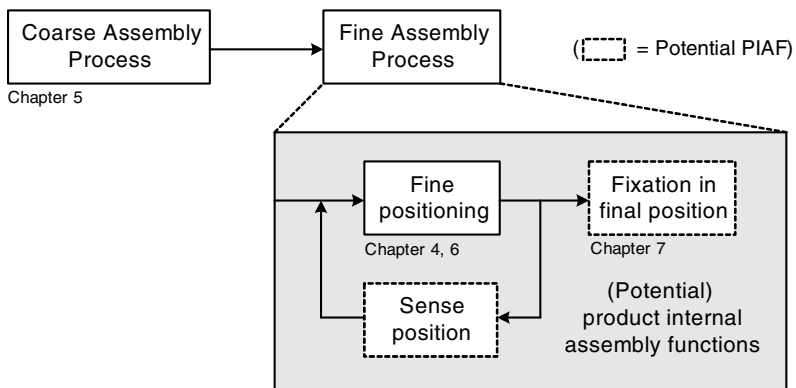 Coarse Assembly
Process
Chapter 5
Fine Assembly
Process
( = Potential PIAF)
Fine
positioning
Chapter 4, 6
Fixation in
final position
Chapter 7
Sense
position
(Potential)
product internal
assembly functions